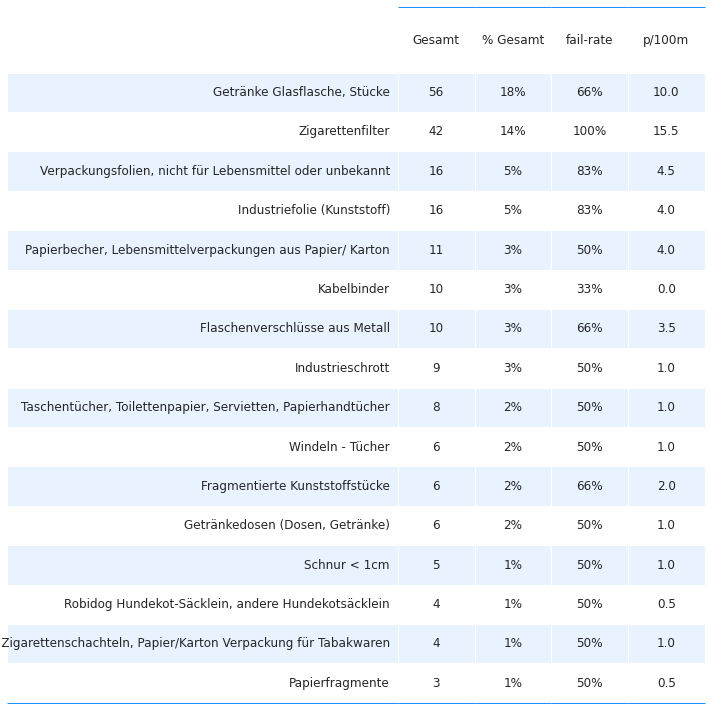 Gesamt % Gesamt fail-rate p/100m
Getränke Glasflasche, Stücke 56 18% 66% 10.0
Zigarettenfilter 42 14% 100% 15.5
Verpackungsfolien, nicht für Lebensmittel oder unbekannt 16 5% 83% 4.5
Industriefolie (Kunststoff) 16 5% 83% 4.0
Papierbecher, Lebensmittelverpackungen aus Papier/ Karton 11 3% 50% 4.0
Kabelbinder 10 3% 33% 0.0
Flaschenverschlüsse aus Metall 10 3% 66% 3.5
Industrieschrott 9 3% 50% 1.0
Taschentücher, Toilettenpapier, Servietten, Papierhandtücher 8 2% 50% 1.0
Windeln - Tücher 6 2% 50% 1.0
Fragmentierte Kunststoffstücke 6 2% 66% 2.0
Getränkedosen (Dosen, Getränke) 6 2% 50% 1.0
Schnur < 1cm 5 1% 50% 1.0
Robidog Hundekot-Säcklein, andere Hundekotsäcklein 4 1% 50% 0.5
Zigarettenschachteln, Papier/Karton Verpackung für Tabakwaren 4 1% 50% 1.0
Papierfragmente 3 1% 50% 0.5